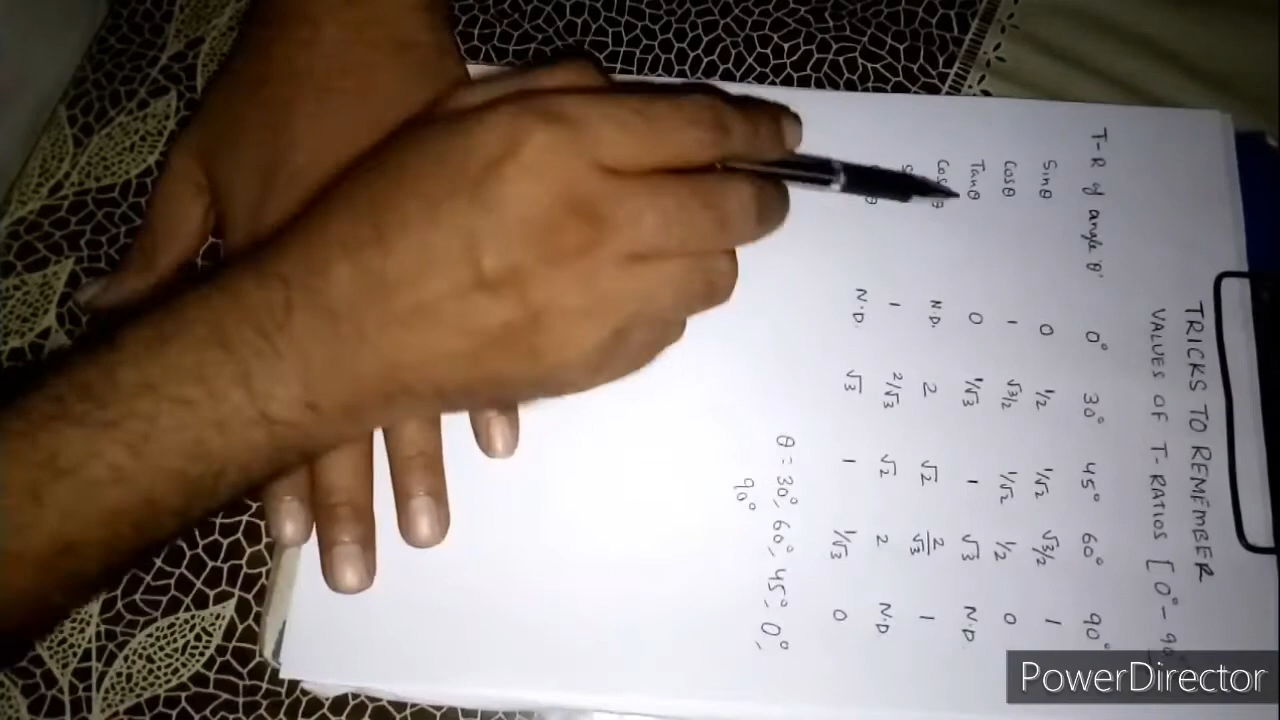 TRICKS TO REMEMBER
VALUES OF T-RATIOS [0°-90°
T-R of angle 'θ' 0° 30° 45° 60° 90°
Sinθ 0 1/2 1/√2 √3/2 1
Cosθ 1 √3/2 1/√2 1/2 0
Tanθ 0 1/√3 1 √3 N.D
N.D. 2 √2 2/√3 1
1 2/√3 √2 2 N.D
N.D. √3 1 1/√3 0
θ = 30°, 60°, 45°, 0°,
90°
PowerDirector